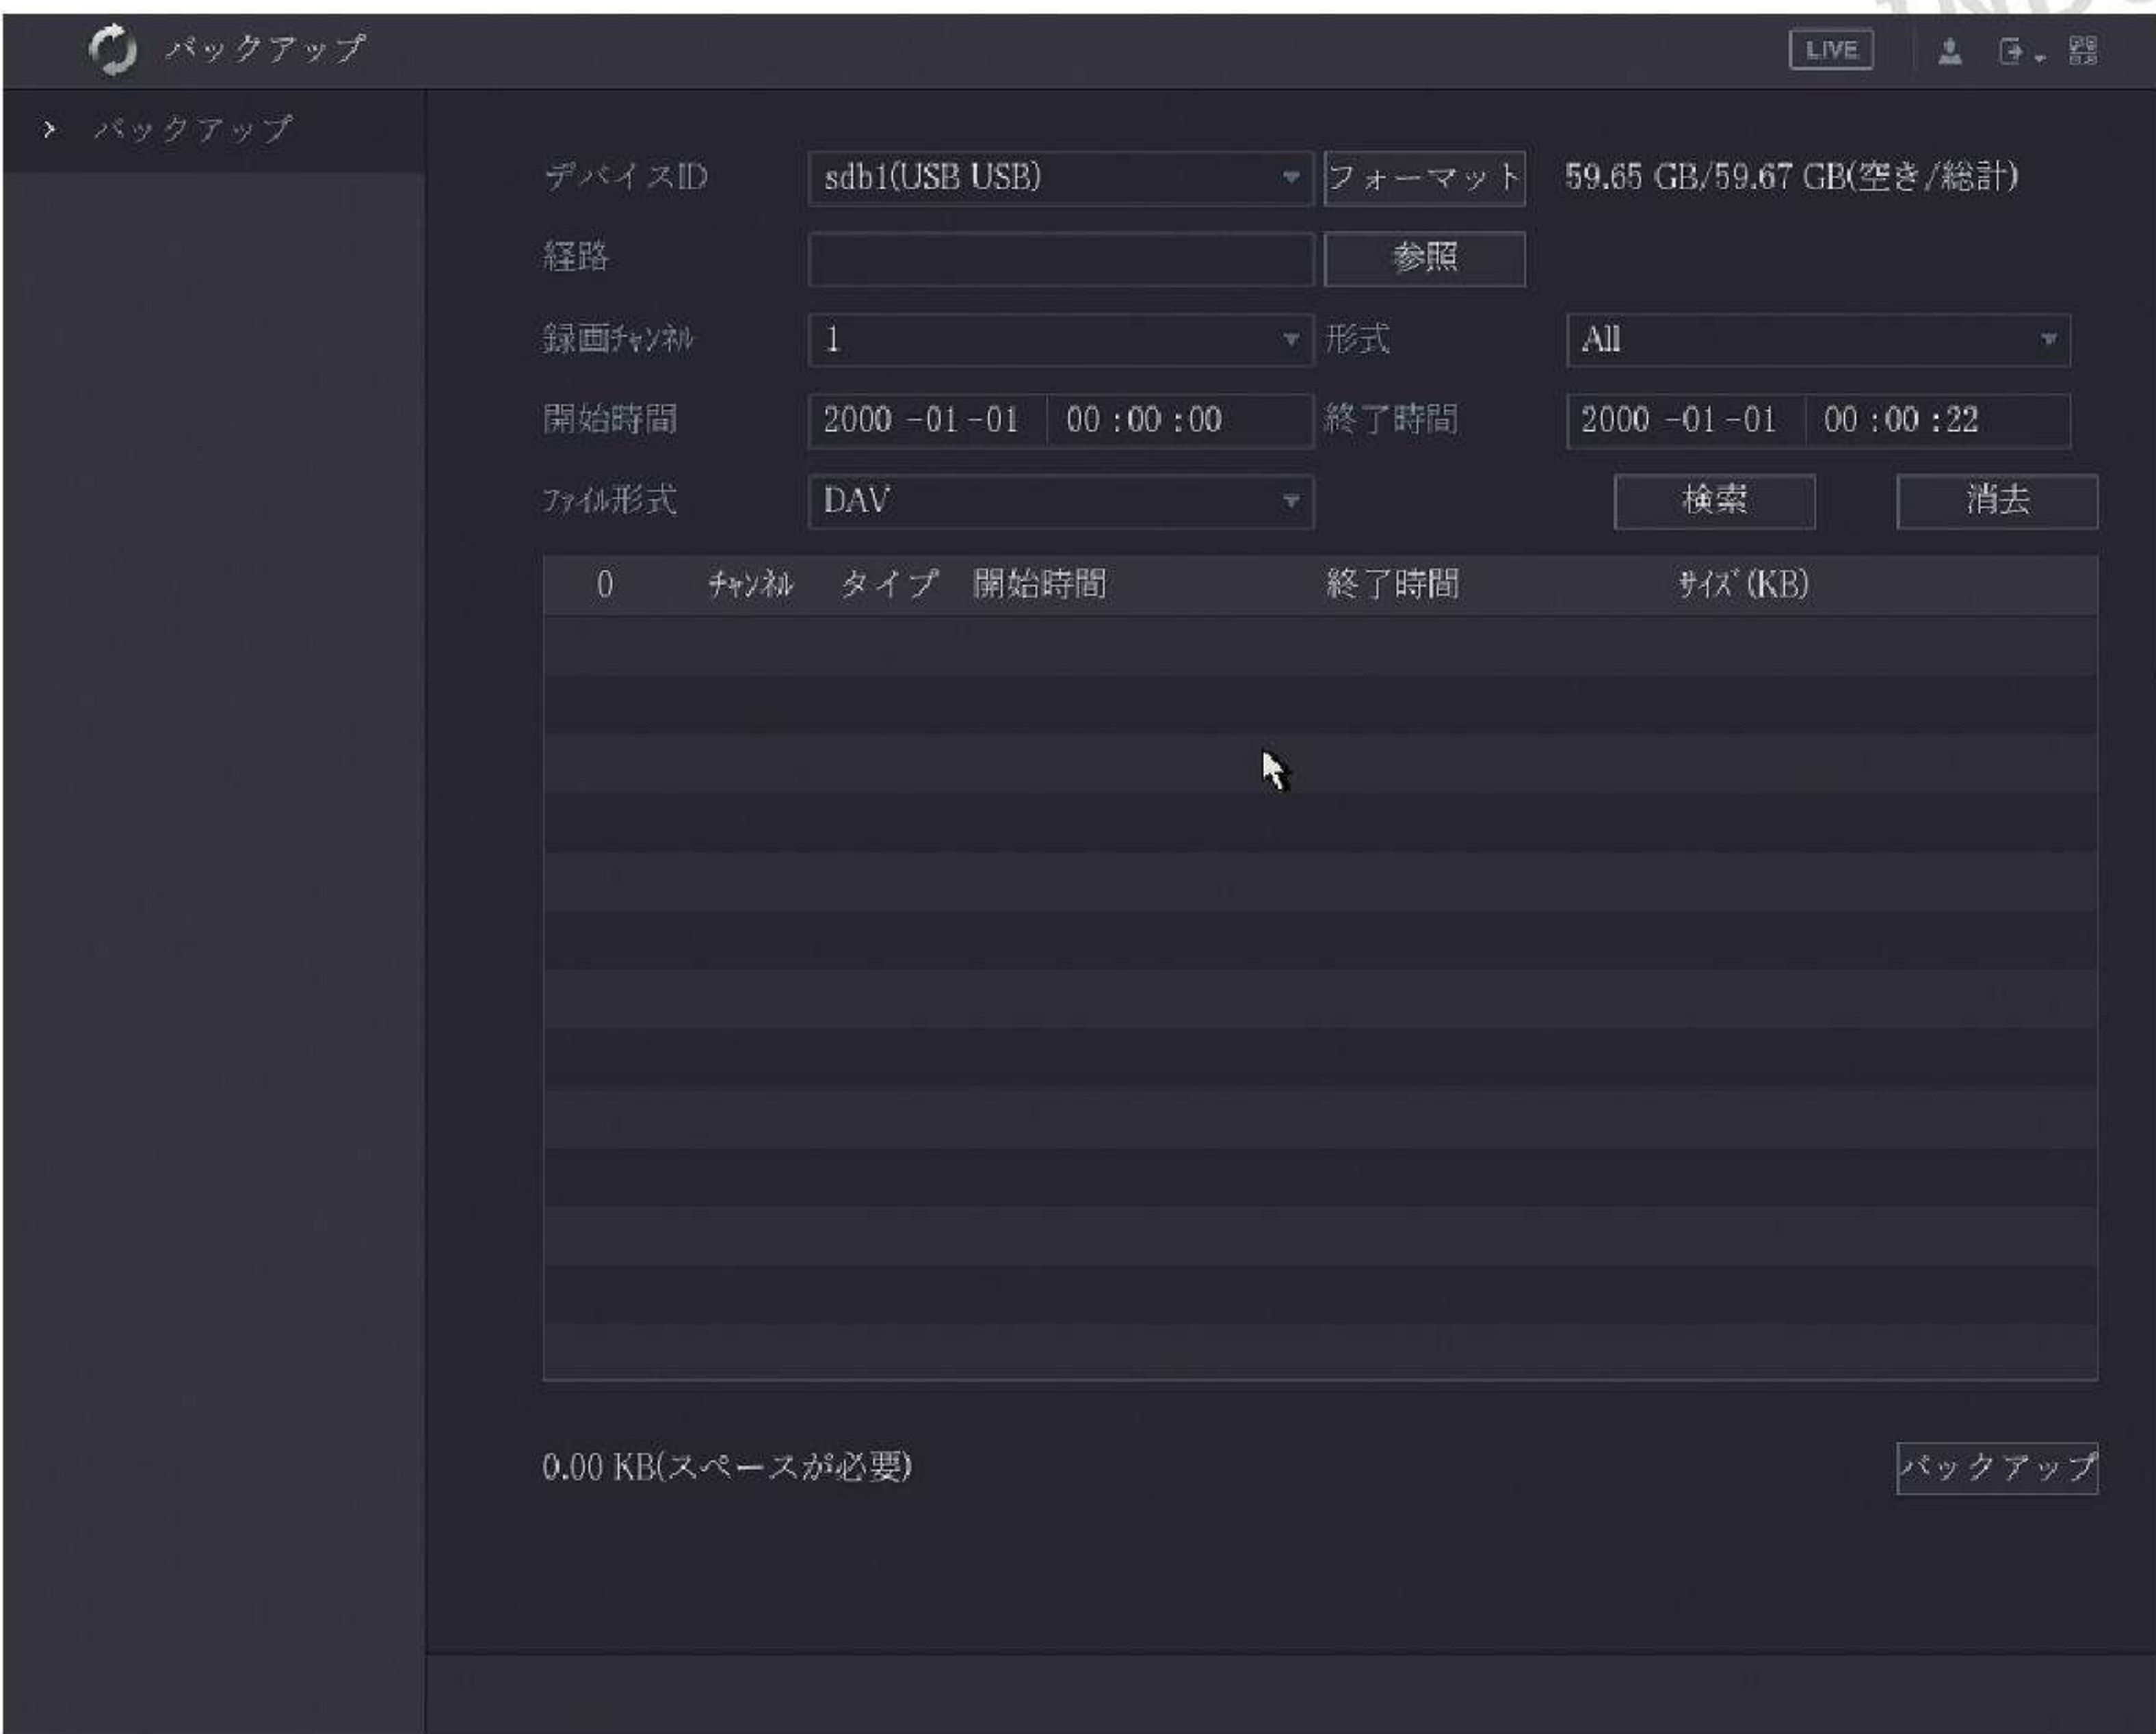 バックアップ LIVE
バックアップ
デバイスID sdb1(USB USB) フォーマット 59.65 GB/59.67 GB(空き/総計)
経路 参照
録画ﾁｬﾝﾈﾙ 1 形式 All
開始時間 2000 -01 -01 00 :00 :00 終了時間 2000 -01 -01 00 :00 :22
ﾌｧｲﾙ形式 DAV 検索 消去
0 ﾁｬﾝﾈﾙ タイプ 開始時間 終了時間 ｻｲｽﾞ(KB)
0.00 KB(スペースが必要) バックアップ